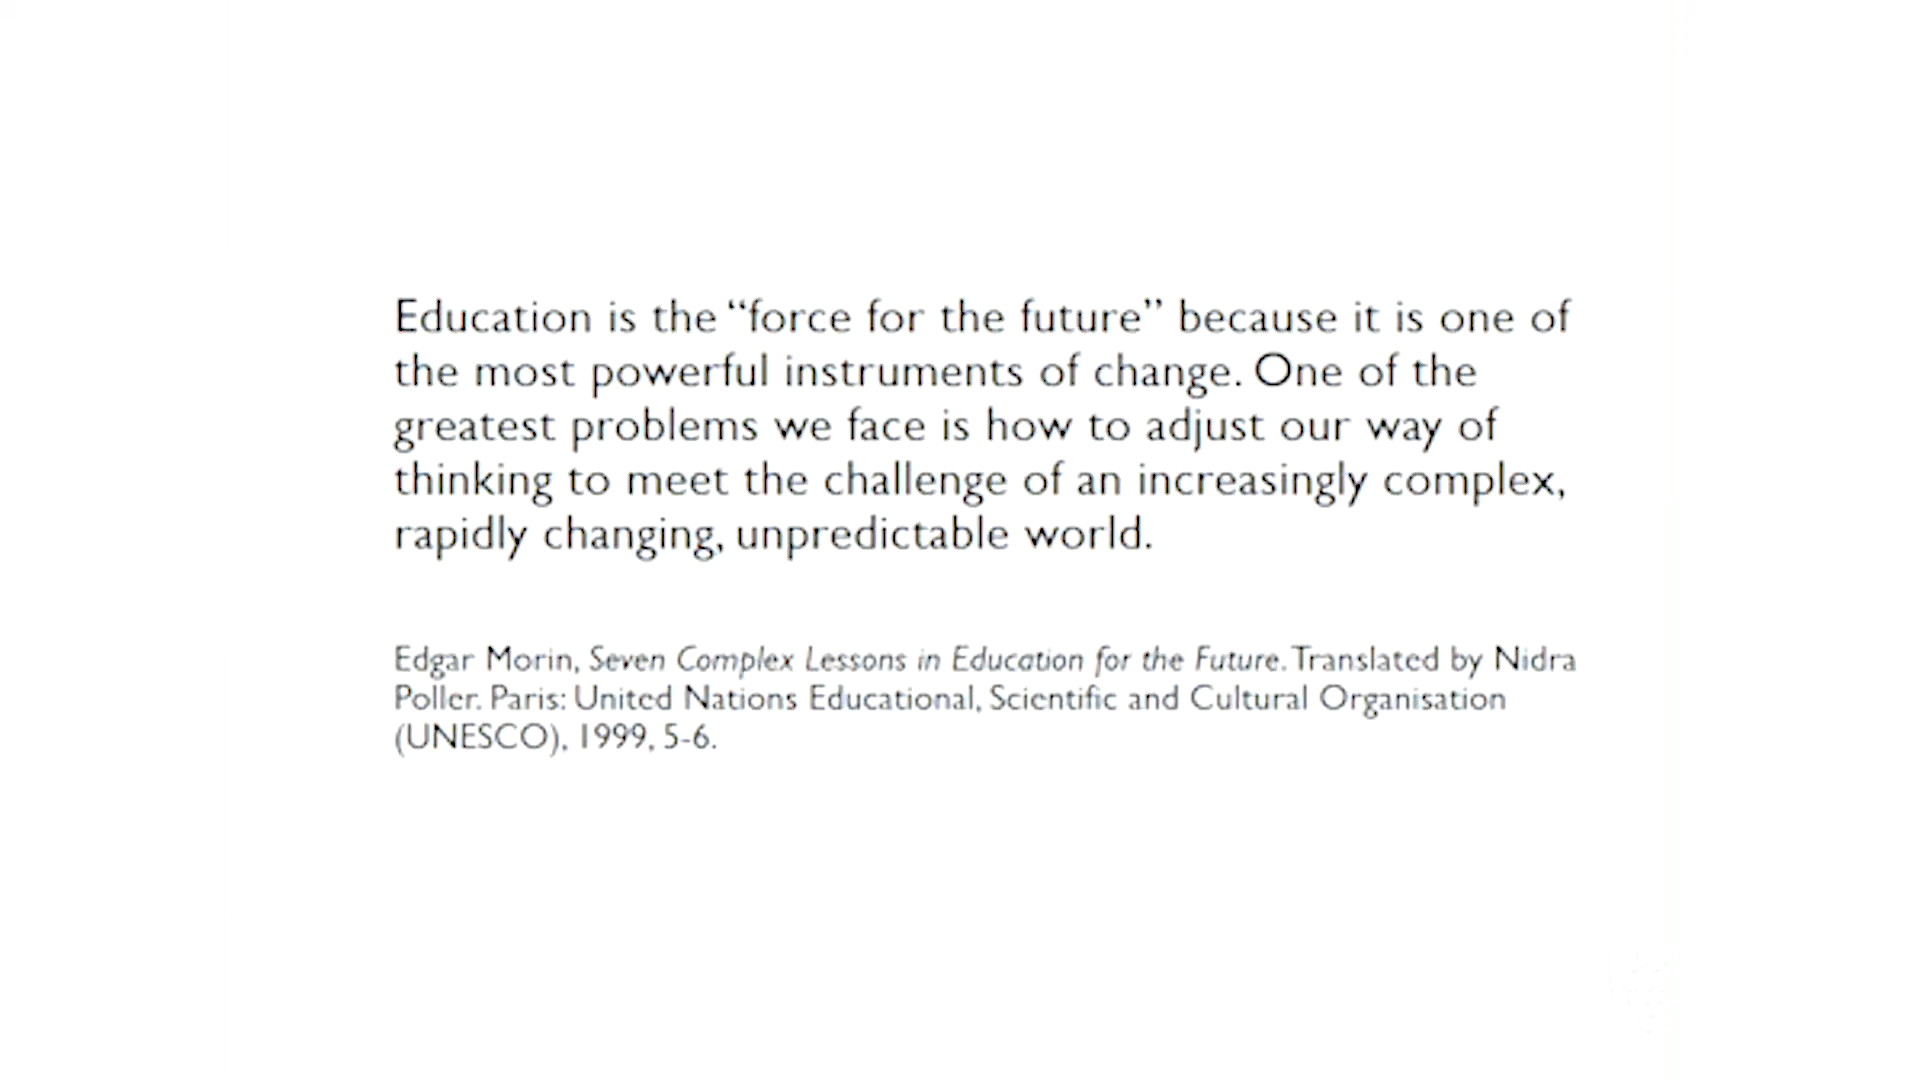 Education is the “force for the future” because it is one of
the most powerful instruments of change. One of the
greatest problems we face is how to adjust our way of
thinking to meet the challenge of an increasingly complex,
rapidly changing, unpredictable world.
Edgar Morin, Seven Complex Lessons in Education for the Future. Translated by Nidra
Poller. Paris: United Nations Educational, Scientific and Cultural Organisation
(UNESCO), 1999, 5-6.